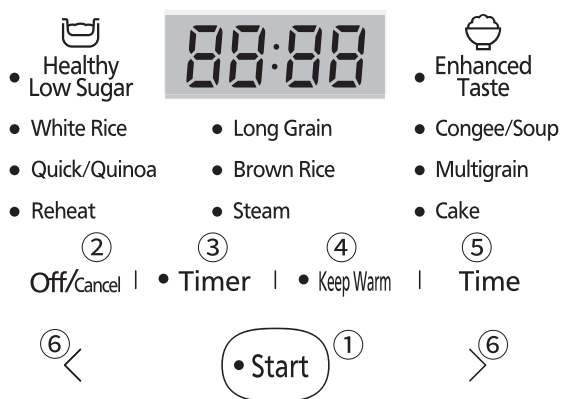 88:88
Healthy
Low Sugar
Enhanced
Taste
White Rice
Long Grain
Congee/Soup
Quick/Quinoa
Brown Rice
Multigrain
Reheat
Steam
Cake
② ③ ④ ⑤
Off/Cancel | • Timer | • Keep Warm | Time
⑥ < • Start ① > ⑥